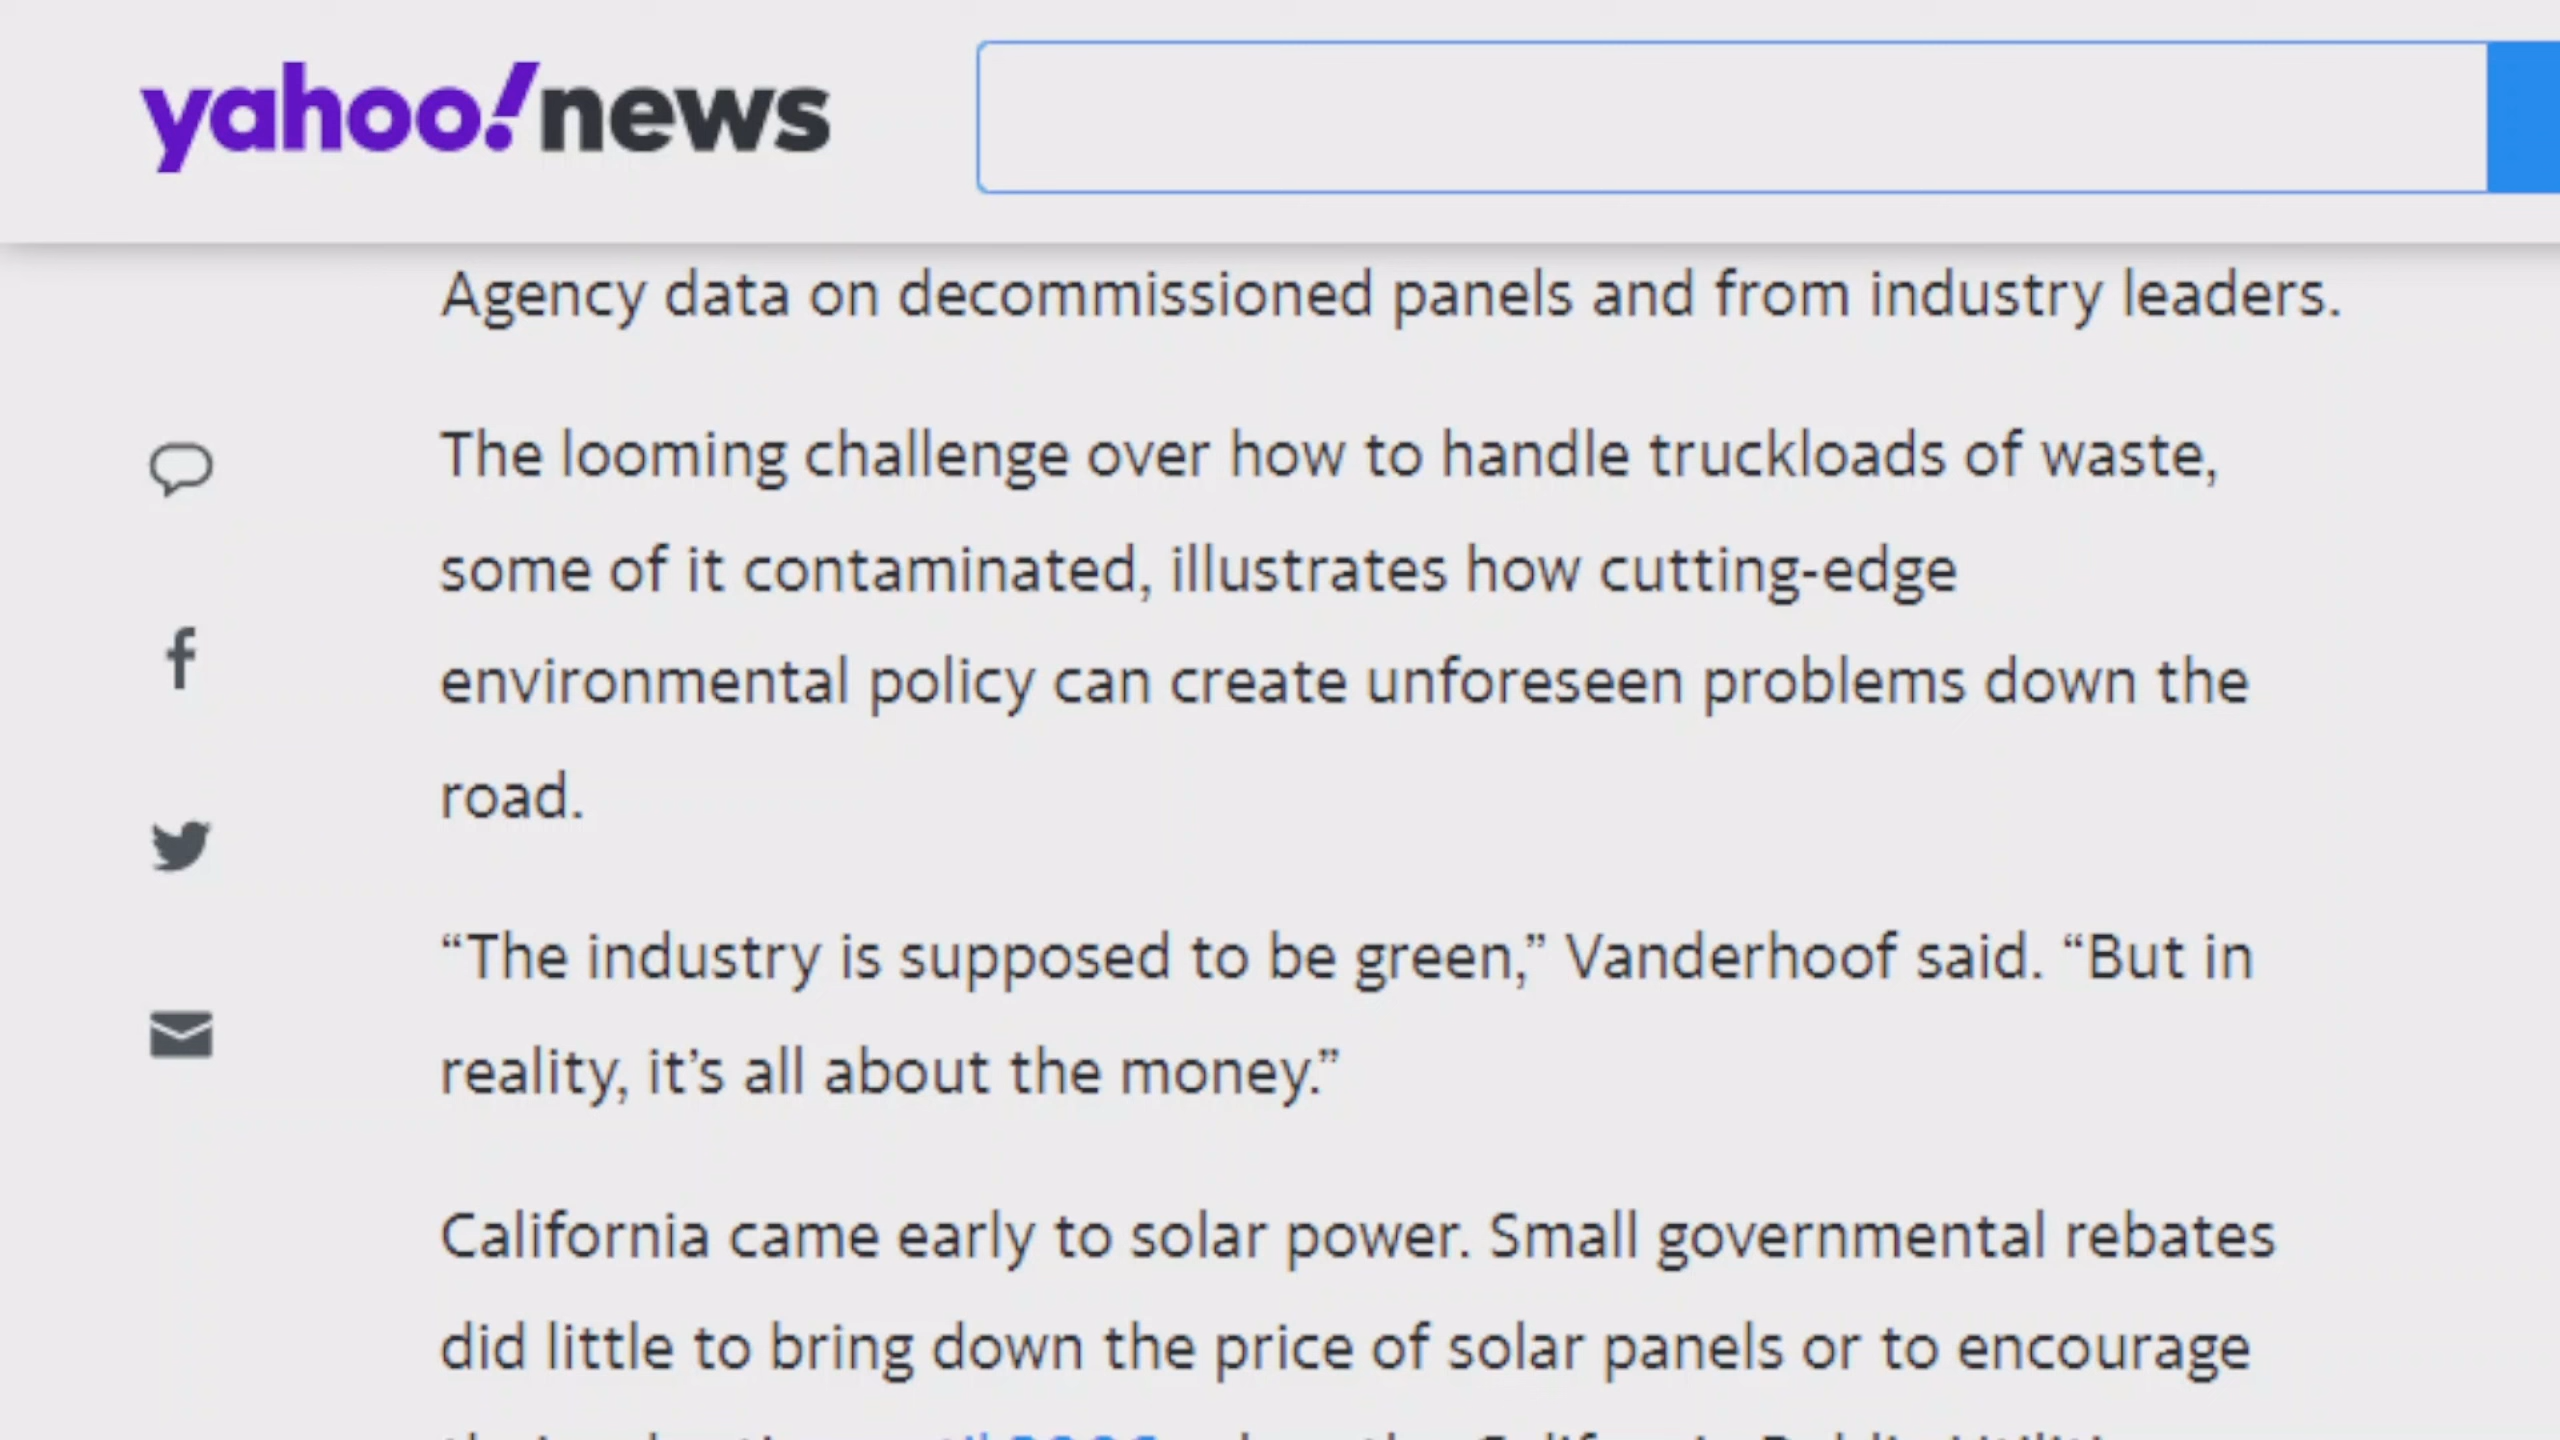 yahoo!news
Agency data on decommissioned panels and from industry leaders.
The looming challenge over how to handle truckloads of waste,
some of it contaminated, illustrates how cutting-edge
environmental policy can create unforeseen problems down the
road.
“The industry is supposed to be green,” Vanderhoof said. “But in
reality, it’s all about the money.”
California came early to solar power. Small governmental rebates
did little to bring down the price of solar panels or to encourage